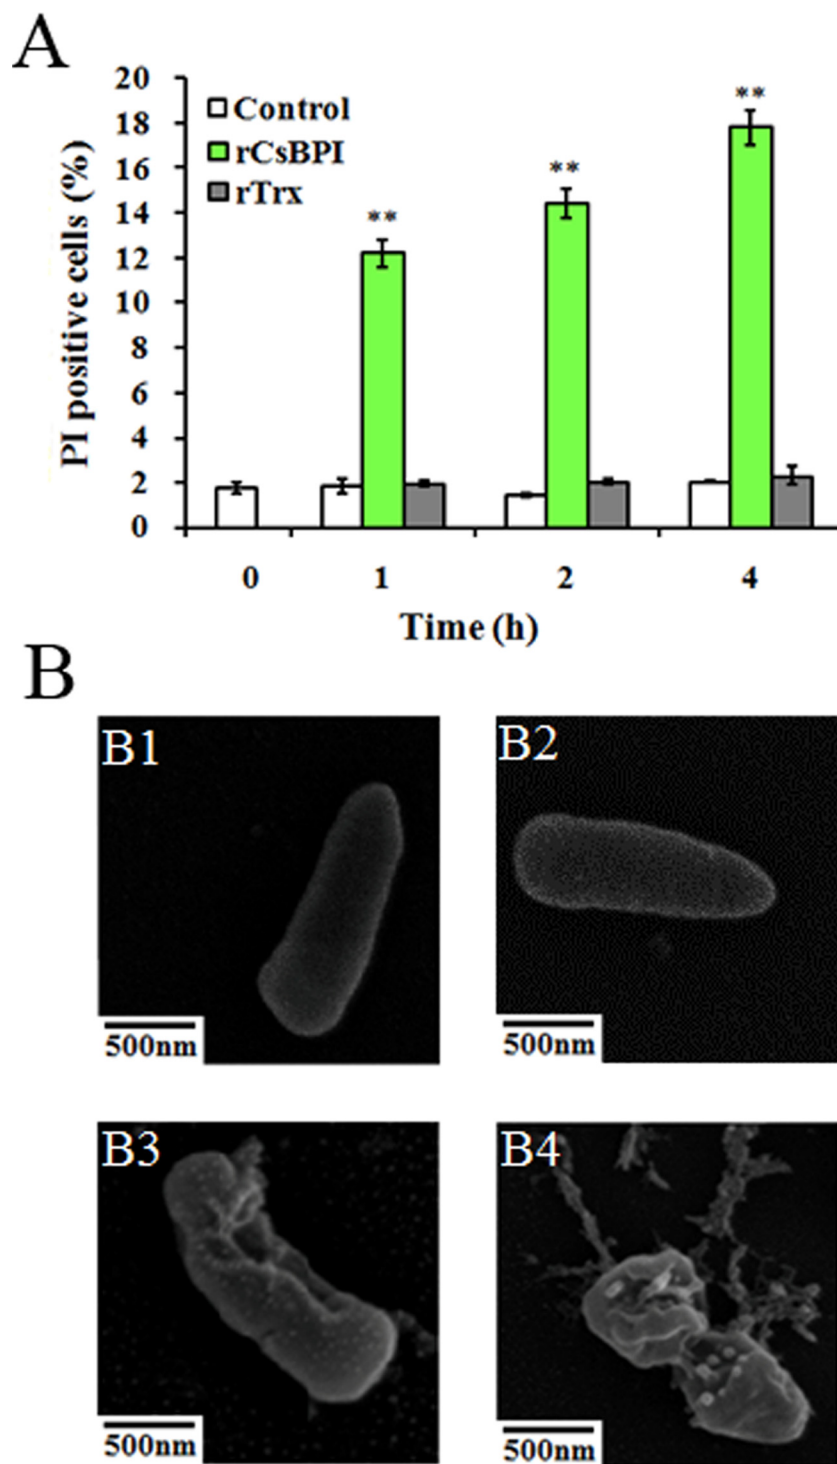 A
20
18
16
14
12
10
8
6
4
2
0
PI positive cells (%)
Control
rCsBPI
rTrx
**
**
**
0 1 2 4
Time (h)
B
B1
500nm
B2
500nm
B3
500nm
B4
500nm